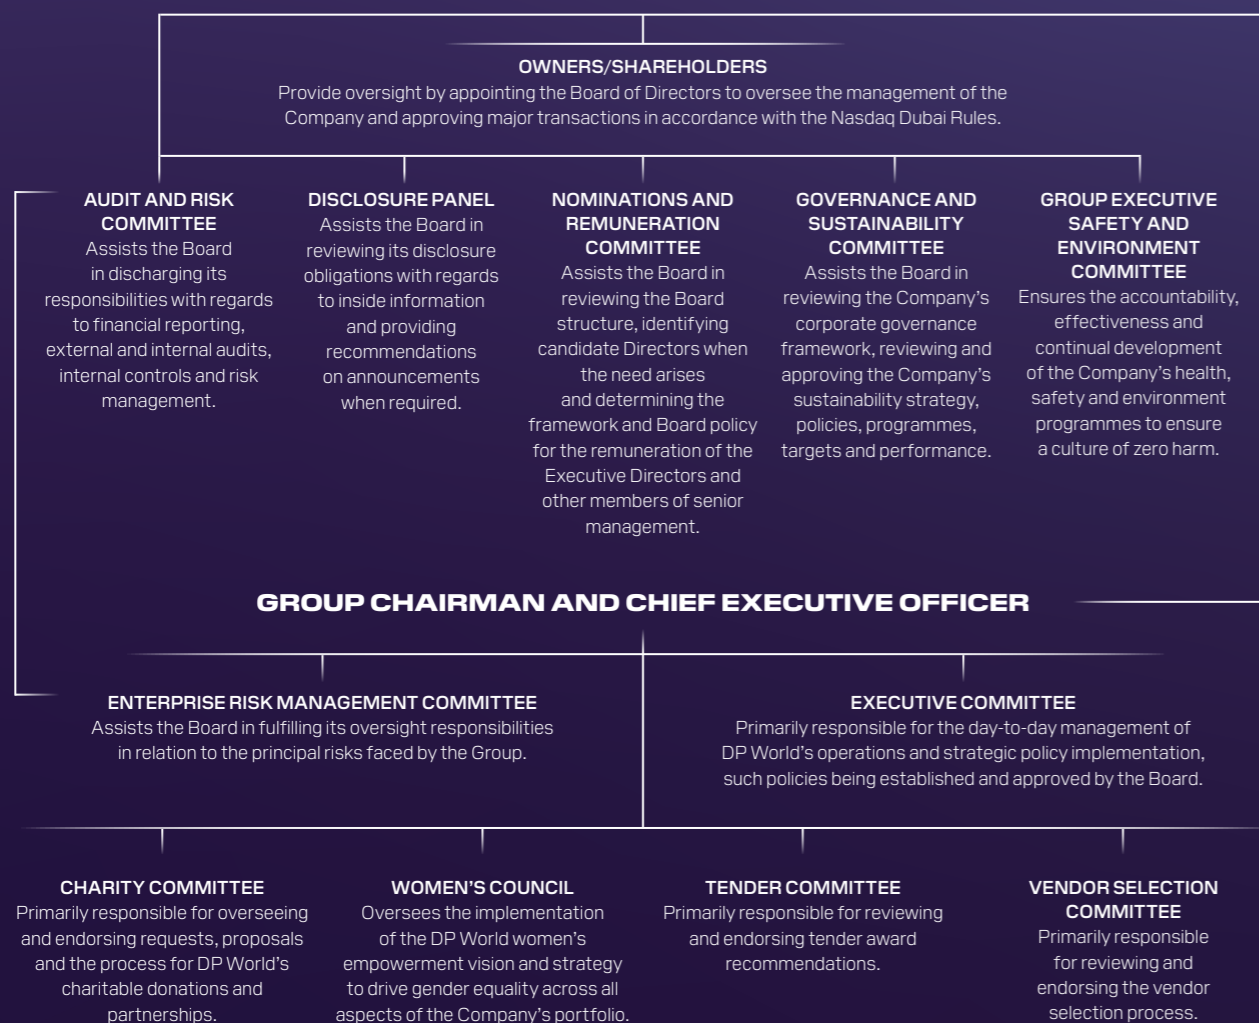 OWNERS/SHAREHOLDERS
Provide oversight by appointing the Board of Directors to oversee the management of the
Company and approving major transactions in accordance with the Nasdaq Dubai Rules.
AUDIT AND RISK
COMMITTEE
Assists the Board
in discharging its
responsibilities with regards
to financial reporting,
external and internal audits,
internal controls and risk
management.
DISCLOSURE PANEL
Assists the Board in
reviewing its disclosure
obligations with regards
to inside information
and providing
recommendations
on announcements
when required.
NOMINATIONS AND
REMUNERATION
COMMITTEE
Assists the Board in
reviewing the Board
structure, identifying
candidate Directors when
the need arises
and determining the
framework and Board policy
for the remuneration of the
Executive Directors and
other members of senior
management.
GOVERNANCE AND
SUSTAINABILITY
COMMITTEE
Assists the Board in
reviewing the Company's
corporate governance
framework, reviewing and
approving the Company's
sustainability strategy,
policies, programmes,
targets and performance.
GROUP EXECUTIVE
SAFETY AND
ENVIRONMENT
COMMITTEE
Ensures the accountability,
effectiveness and
continual development
of the Company's health,
safety and environment
programmes to ensure
a culture of zero harm.
GROUP CHAIRMAN AND CHIEF EXECUTIVE OFFICER
ENTERPRISE RISK MANAGEMENT COMMITTEE
Assists the Board in fulfilling its oversight responsibilities
in relation to the principal risks faced by the Group.
EXECUTIVE COMMITTEE
Primarily responsible for the day-to-day management of
DP World's operations and strategic policy implementation,
such policies being established and approved by the Board.
CHARITY COMMITTEE
Primarily responsible for overseeing
and endorsing requests, proposals
and the process for DP World's
charitable donations and
partnerships.
WOMEN'S COUNCIL
Oversees the implementation
of the DP World women's
empowerment vision and strategy
to drive gender equality across all
aspects of the Company's portfolio.
TENDER COMMITTEE
Primarily responsible for reviewing
and endorsing tender award
recommendations.
VENDOR SELECTION
COMMITTEE
Primarily responsible
for reviewing and
endorsing the vendor
selection process.